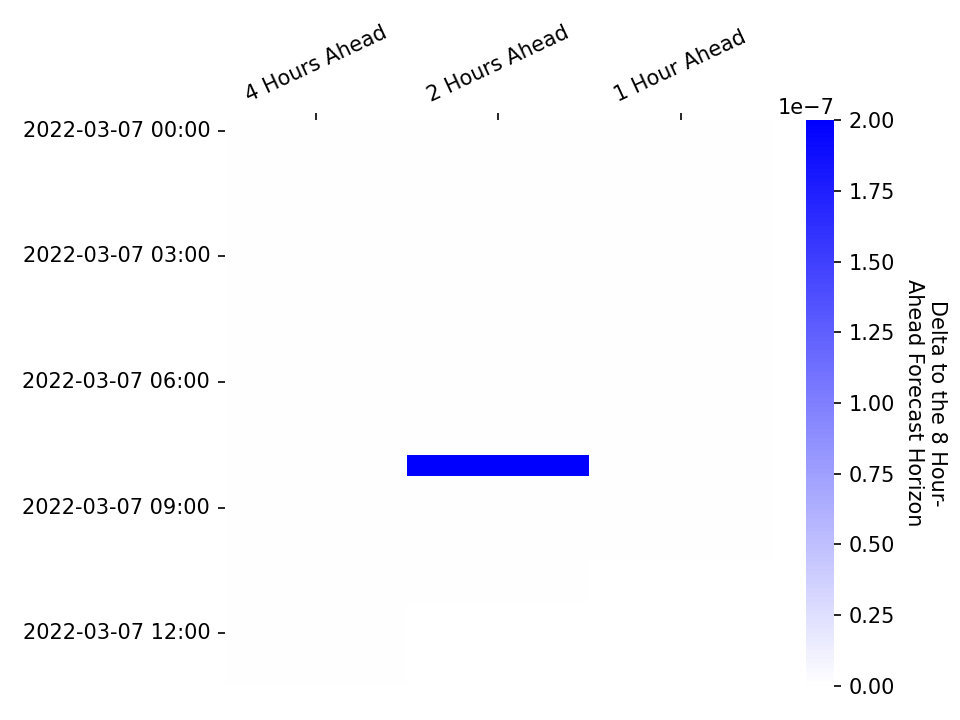 4 Hours Ahead
2 Hours Ahead
1 Hour Ahead
1e−7
2022-03-07 00:00
2022-03-07 03:00
2022-03-07 06:00
2022-03-07 09:00
2022-03-07 12:00
2.00
1.75
1.50
1.25
1.00
0.75
0.50
0.25
0.00
Delta to the 8 Hour-
Ahead Forecast Horizon